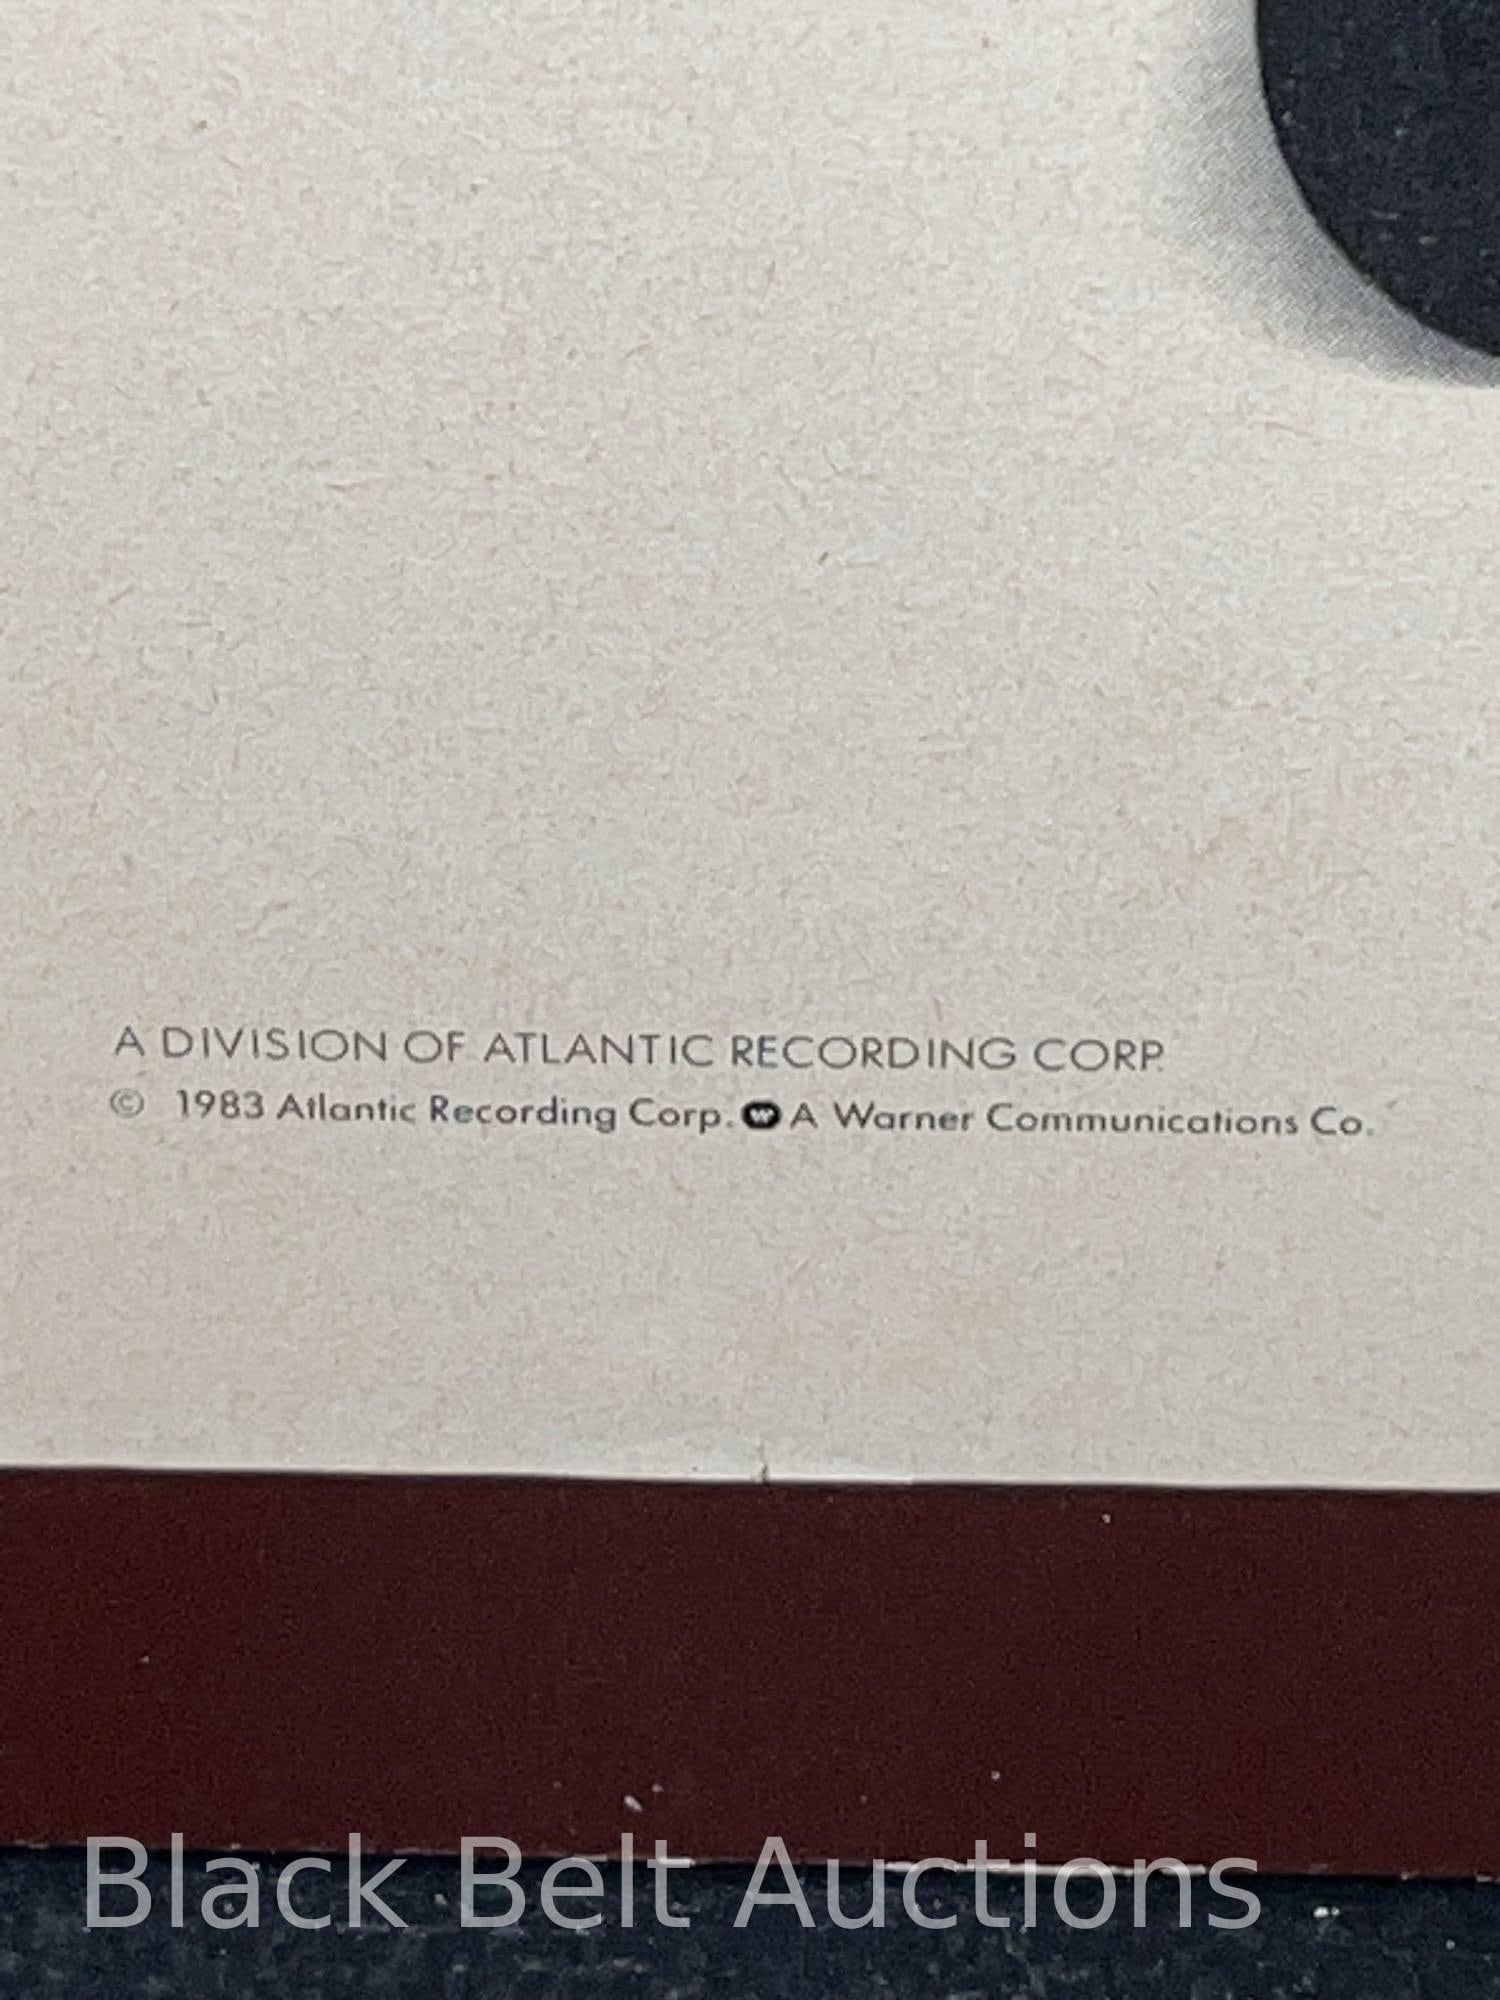 A DIVISION OF ATLANTIC RECORDING CORP.
© 1983 Atlantic Recording Corp. W A Warner Communications Co.
Black Belt Auctions